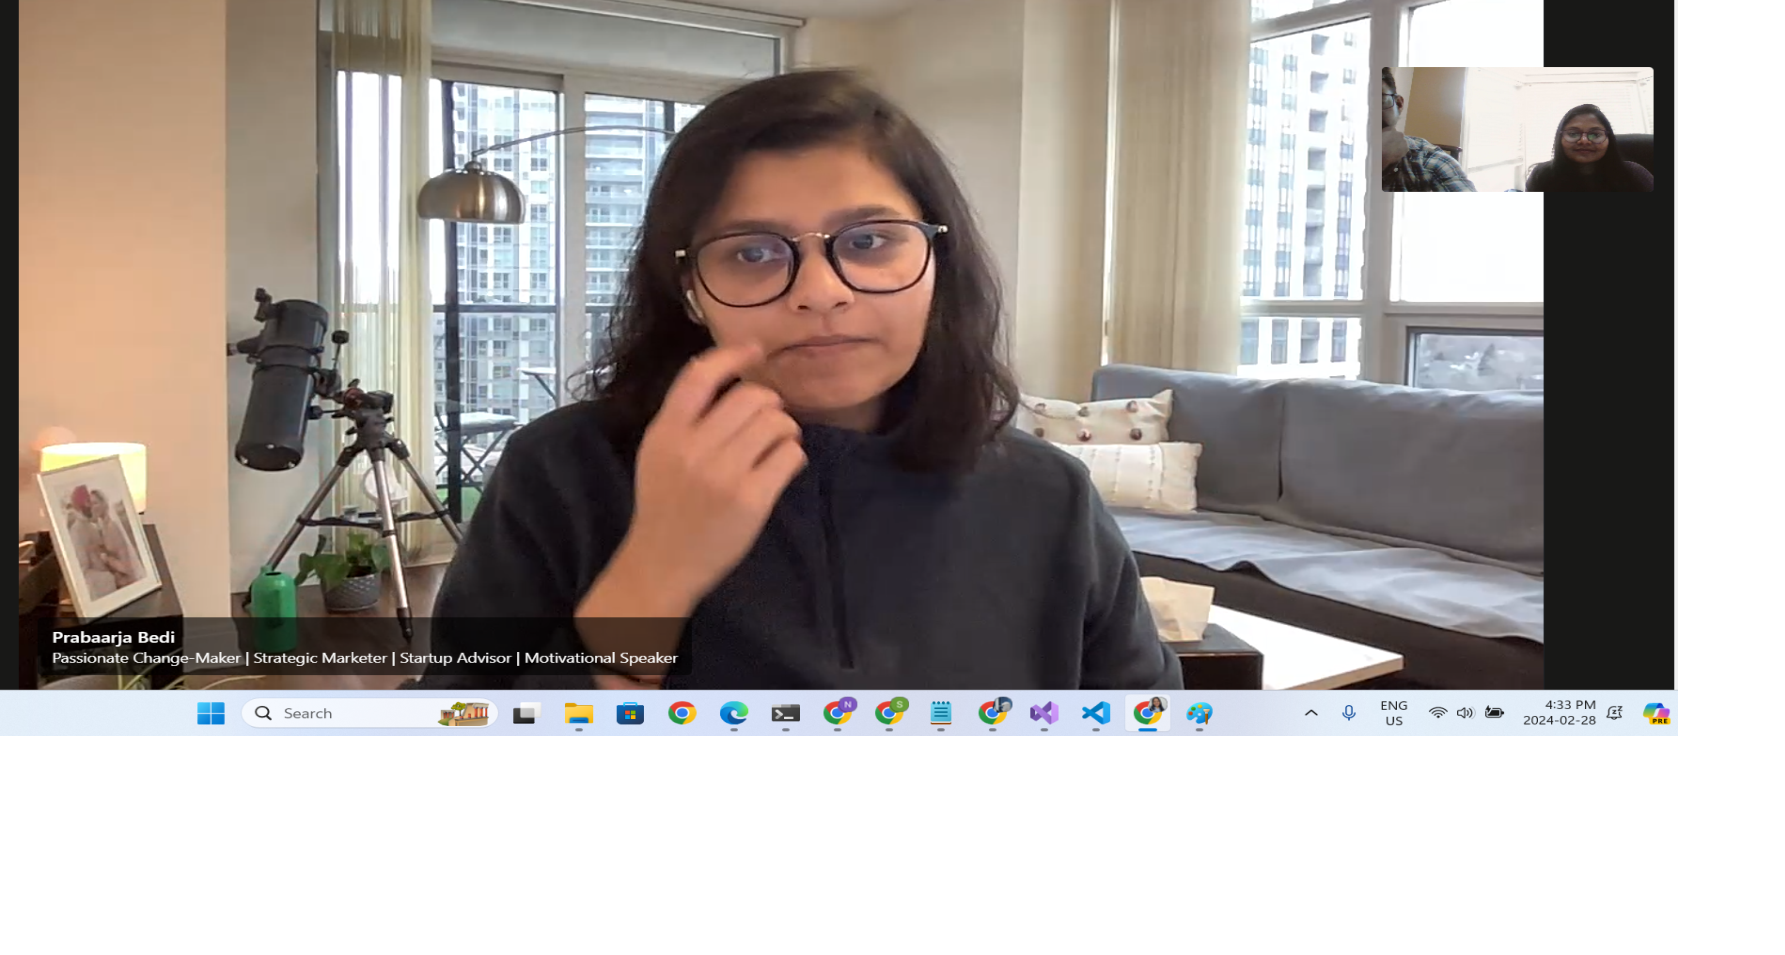 Prabaarja Bedi
Passionate Change-Maker | Strategic Marketer | Startup Advisor | Motivational Speaker
Search
N
S
ENG
US
4:33 PM
2024-02-28
PRE